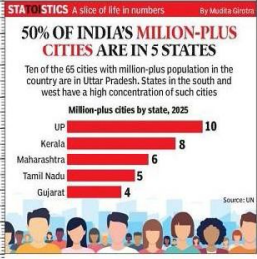 STATOISTICS A slice of life in numbers By Mudita Girotra
50% OF INDIA'S MILION-PLUS
CITIES ARE IN 5 STATES
Ten of the 65 cities with million-plus population in the
country are in Uttar Pradesh. States in the south and
west have a high concentration of such cities
Million-plus cities by state, 2025
UP 10
Kerala 8
Maharashtra 6
Tamil Nadu 5
Gujarat 4
Source: UN